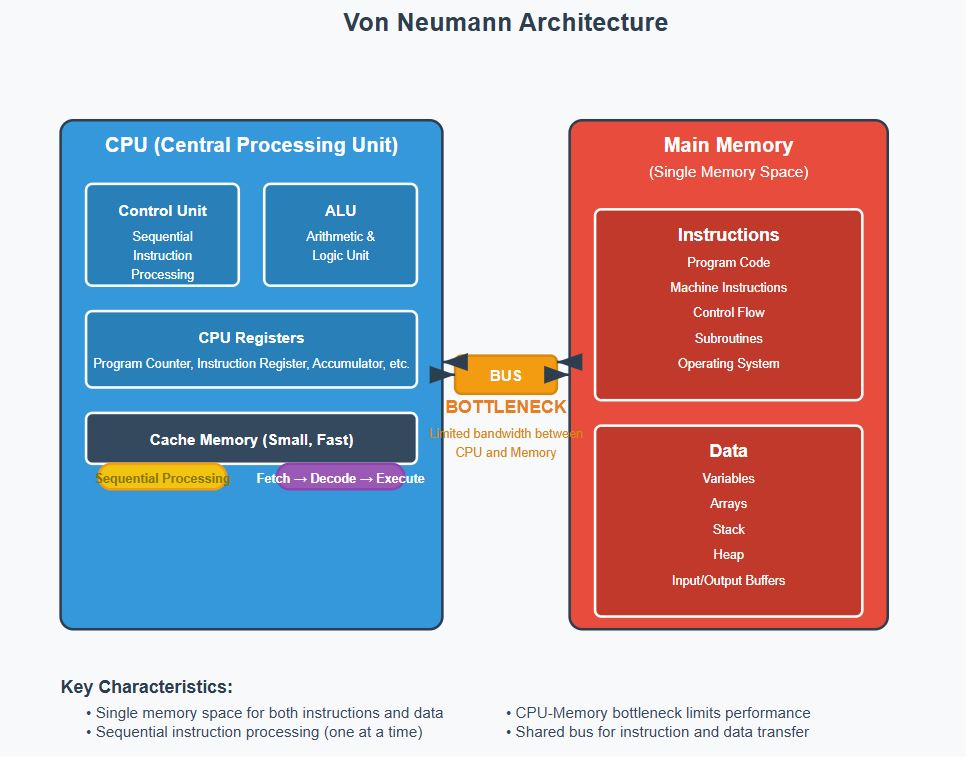 Von Neumann Architecture
CPU (Central Processing Unit)
Control Unit
Sequential
Instruction
Processing
ALU
Arithmetic &
Logic Unit
CPU Registers
Program Counter, Instruction Register, Accumulator, etc.
Cache Memory (Small, Fast)
Sequential Processing
Fetch → Decode → Execute
BUS
BOTTLENECK
Limited bandwidth between
CPU and Memory
Main Memory
(Single Memory Space)
Instructions
Program Code
Machine Instructions
Control Flow
Subroutines
Operating System
Data
Variables
Arrays
Stack
Heap
Input/Output Buffers
Key Characteristics:
• Single memory space for both instructions and data
• Sequential instruction processing (one at a time)
• CPU-Memory bottleneck limits performance
• Shared bus for instruction and data transfer